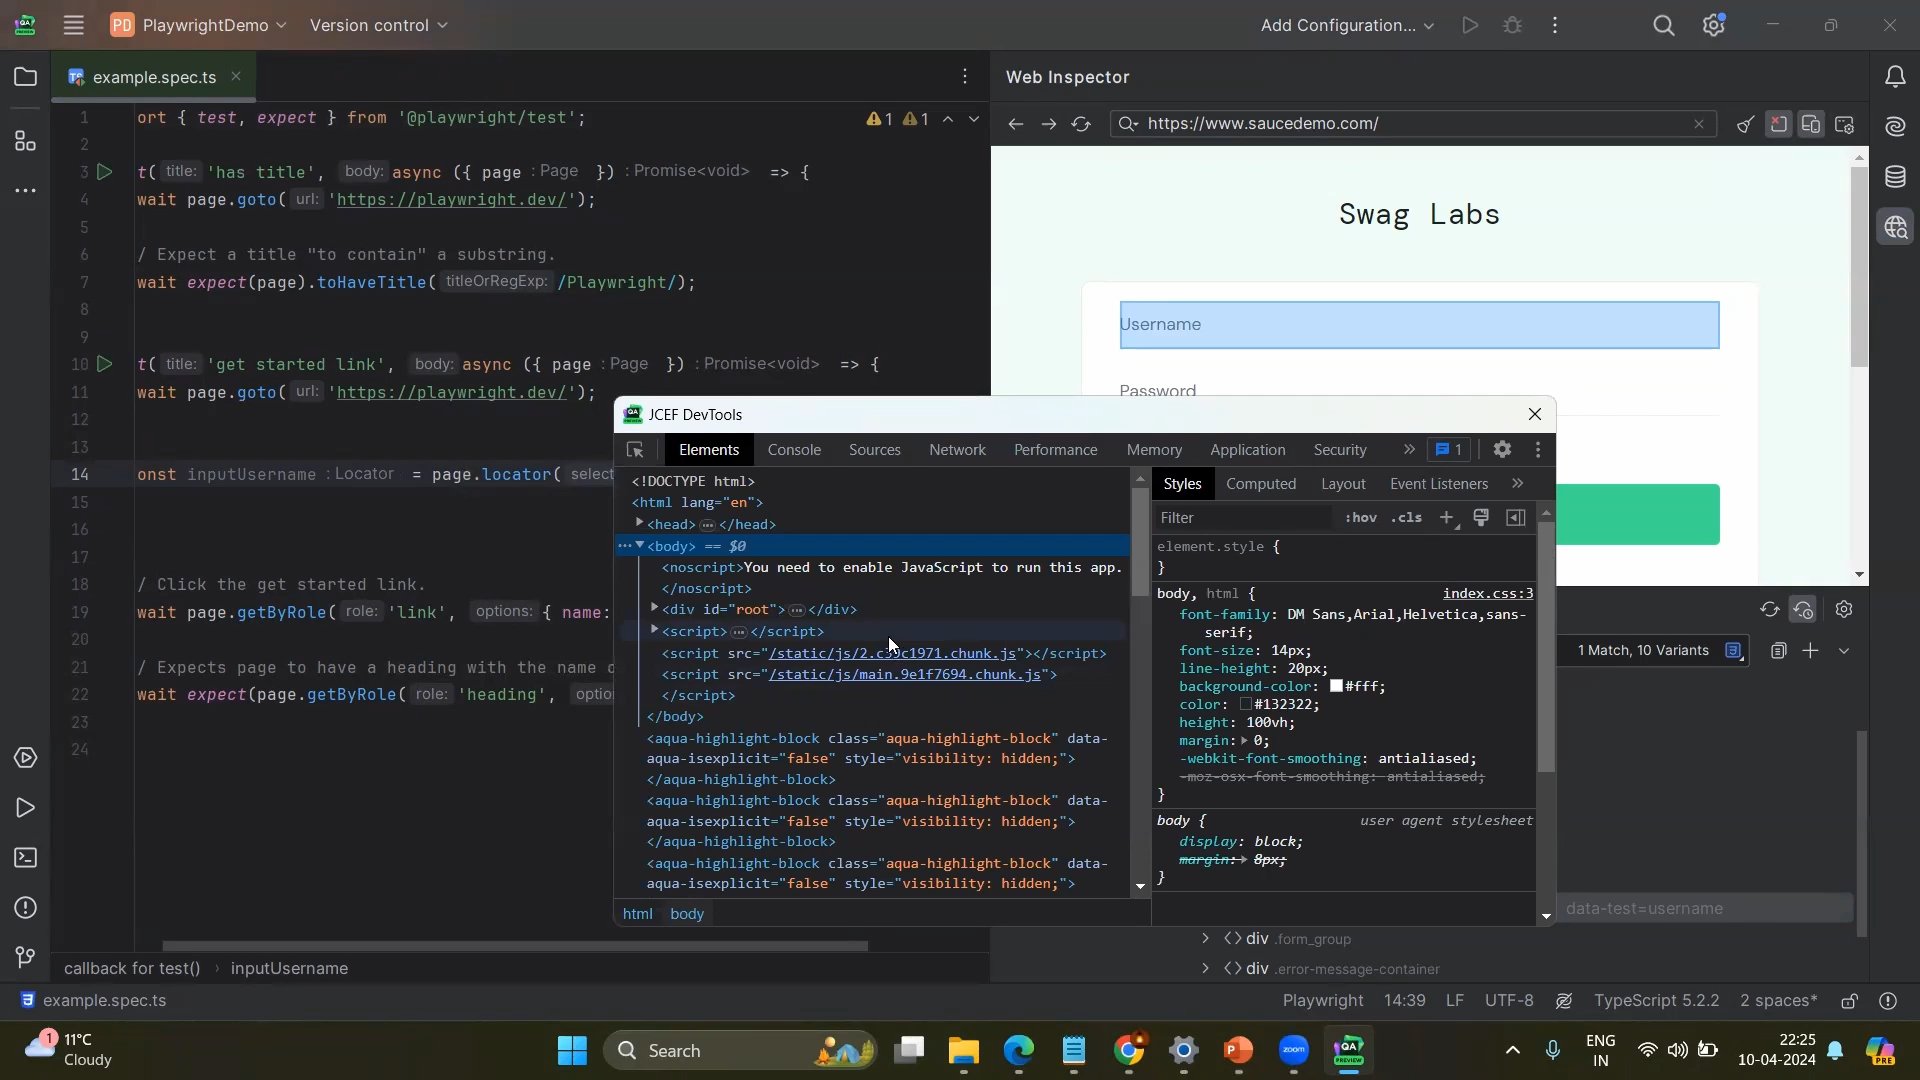 PD PlaywrightDemo
Version control
Add Configuration...
example.spec.ts
1 ort { test, expect } from '@playwright/test';
1 1
2
3 t( title: 'has title', body: async ({ page : Page }) : Promise<void> => {
4 wait page.goto( url: 'https://playwright.dev/');
5
6 / Expect a title "to contain" a substring.
7 wait expect(page).toHaveTitle( titleOrRegExp: /Playwright/);
8
9
10 t( title: 'get started link', body: async ({ page : Page }) : Promise<void> => {
11 wait page.goto( url: 'https://playwright.dev/');
12
13
14 onst inputUsername : Locator = page.locator( select
15
16
17
18 / Click the get started link.
19 wait page.getByRole( role: 'link', options: { name:
20
21 / Expects page to have a heading with the name o
22 wait expect(page.getByRole( role: 'heading', optio
23
24
callback for test() › inputUsername
Web Inspector
https://www.saucedemo.com/
Swag Labs
Username
Password
1 Match, 10 Variants
data-test=username
<> div .form_group
<> div .error-message-container
JCEF DevTools
Elements Console Sources Network Performance Memory Application Security » 1
<!DOCTYPE html>
<html lang="en">
<head> … </head>
… <body> == $0
<noscript>You need to enable JavaScript to run this app.
</noscript>
<div id="root"> … </div>
<script> … </script>
<script src="/static/js/2.c39c1971.chunk.js"></script>
<script src="/static/js/main.9e1f7694.chunk.js">
</script>
</body>
<aqua-highlight-block class="aqua-highlight-block" data-
aqua-isexplicit="false" style="visibility: hidden;">
</aqua-highlight-block>
<aqua-highlight-block class="aqua-highlight-block" data-
aqua-isexplicit="false" style="visibility: hidden;">
</aqua-highlight-block>
<aqua-highlight-block class="aqua-highlight-block" data-
aqua-isexplicit="false" style="visibility: hidden;">
html body
Styles Computed Layout Event Listeners »
Filter :hov .cls +
element.style {
}
body, html { index.css:3
font-family: DM Sans,Arial,Helvetica,sans-
serif;
font-size: 14px;
line-height: 20px;
background-color: #fff;
color: #132322;
height: 100vh;
margin: 0;
-webkit-font-smoothing: antialiased;
-moz-osx-font-smoothing: antialiased;
}
body { user agent stylesheet
display: block;
margin: 8px;
}
example.spec.ts
Playwright 14:39 LF UTF-8 TypeScript 5.2.2 2 spaces*
1 11°C
Cloudy
Search
zoom
QA
PREVIEW
ENG
IN
22:25
10-04-2024
PRE